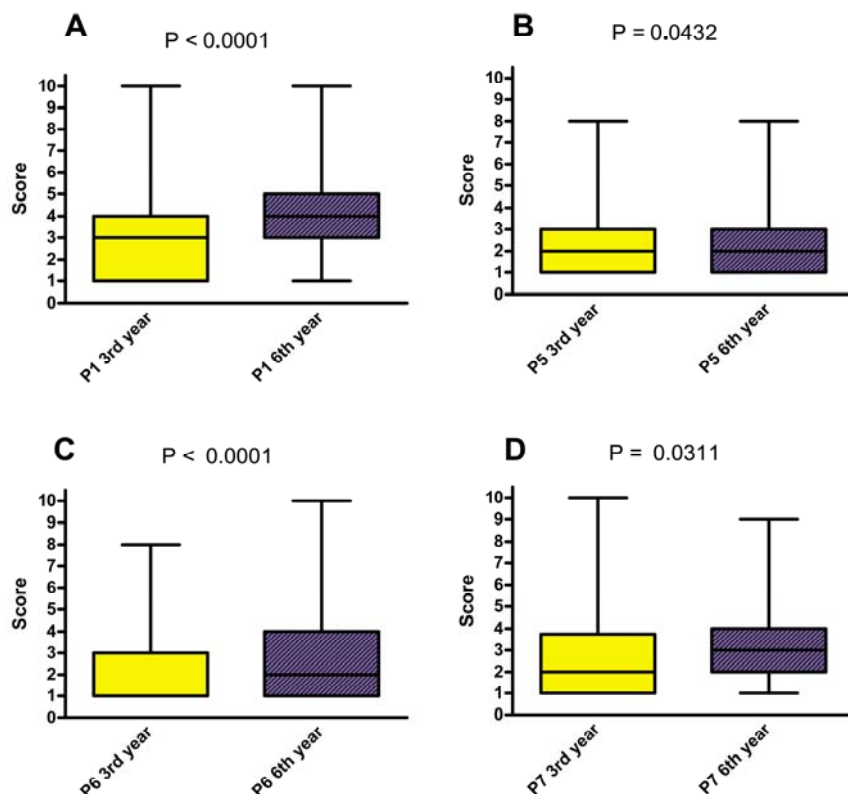 A
P < 0.0001
10
9
8
7
6
5
4
3
2
1
0
Score
P1 3rd year
P1 6th year
B
P = 0.0432
10
9
8
7
6
5
4
3
2
1
0
Score
P5 3rd year
P5 6th year
C
P < 0.0001
10
9
8
7
6
5
4
3
2
1
0
Score
P6 3rd year
P6 6th year
D
P = 0.0311
10
9
8
7
6
5
4
3
2
1
0
Score
P7 3rd year
P7 6th year